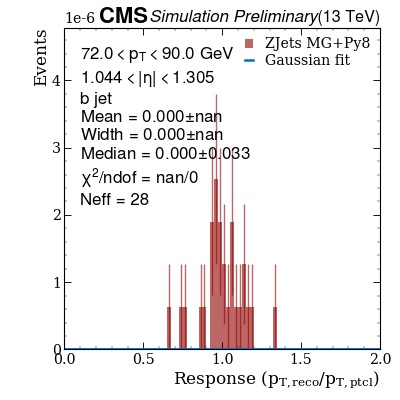 1e-6 CMS Simulation Preliminary (13 TeV)
Events
ZJets MG+Py8
Gaussian fit
72.0 < pT < 90.0 GeV
1.044 < |η| < 1.305
b jet
Mean = 0.000±nan
Width = 0.000±nan
Median = 0.000±0.033
χ²/ndof = nan/0
Neff = 28
4
3
2
1
0
0.0 0.5 1.0 1.5 2.0
Response (pT,reco/pT,ptcl)